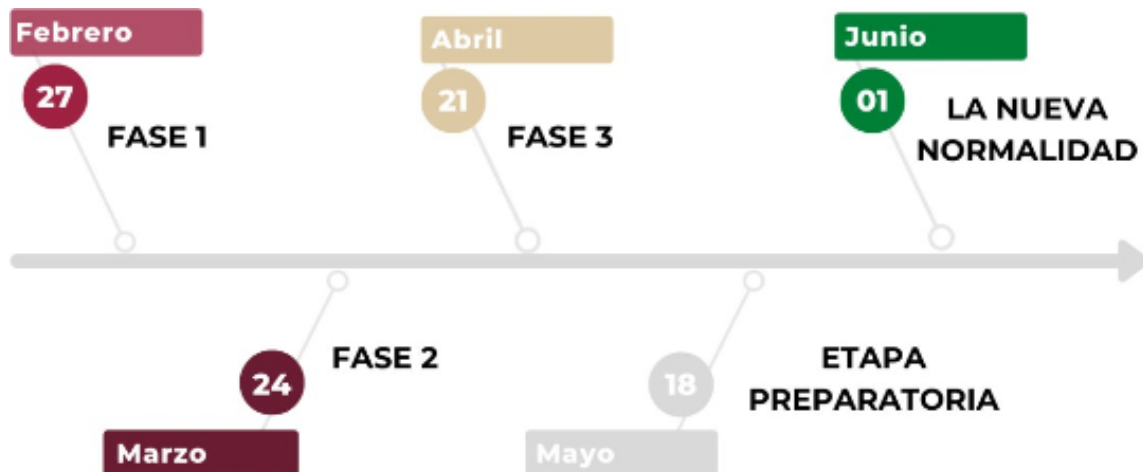 Febrero
27
FASE 1
Abril
21
FASE 3
Junio
01
LA NUEVA
NORMALIDAD
24
FASE 2
Marzo
18
ETAPA
PREPARATORIA
Mayo